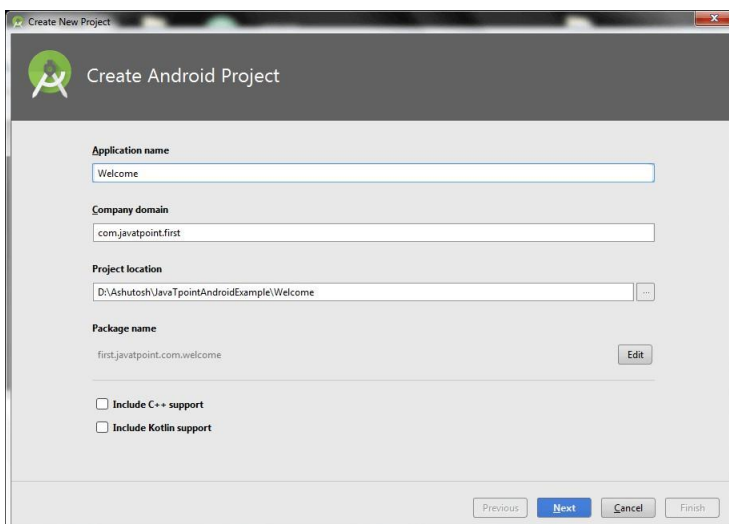 Create New Project
Create Android Project
Application name
Welcome
Company domain
com.javatpoint.first
Project location
D:\Ashutosh\JavaTpointAndroidExample\Welcome
...
Package name
first.javatpoint.com.welcome
Edit
Include C++ support
Include Kotlin support
Previous Next Cancel Finish